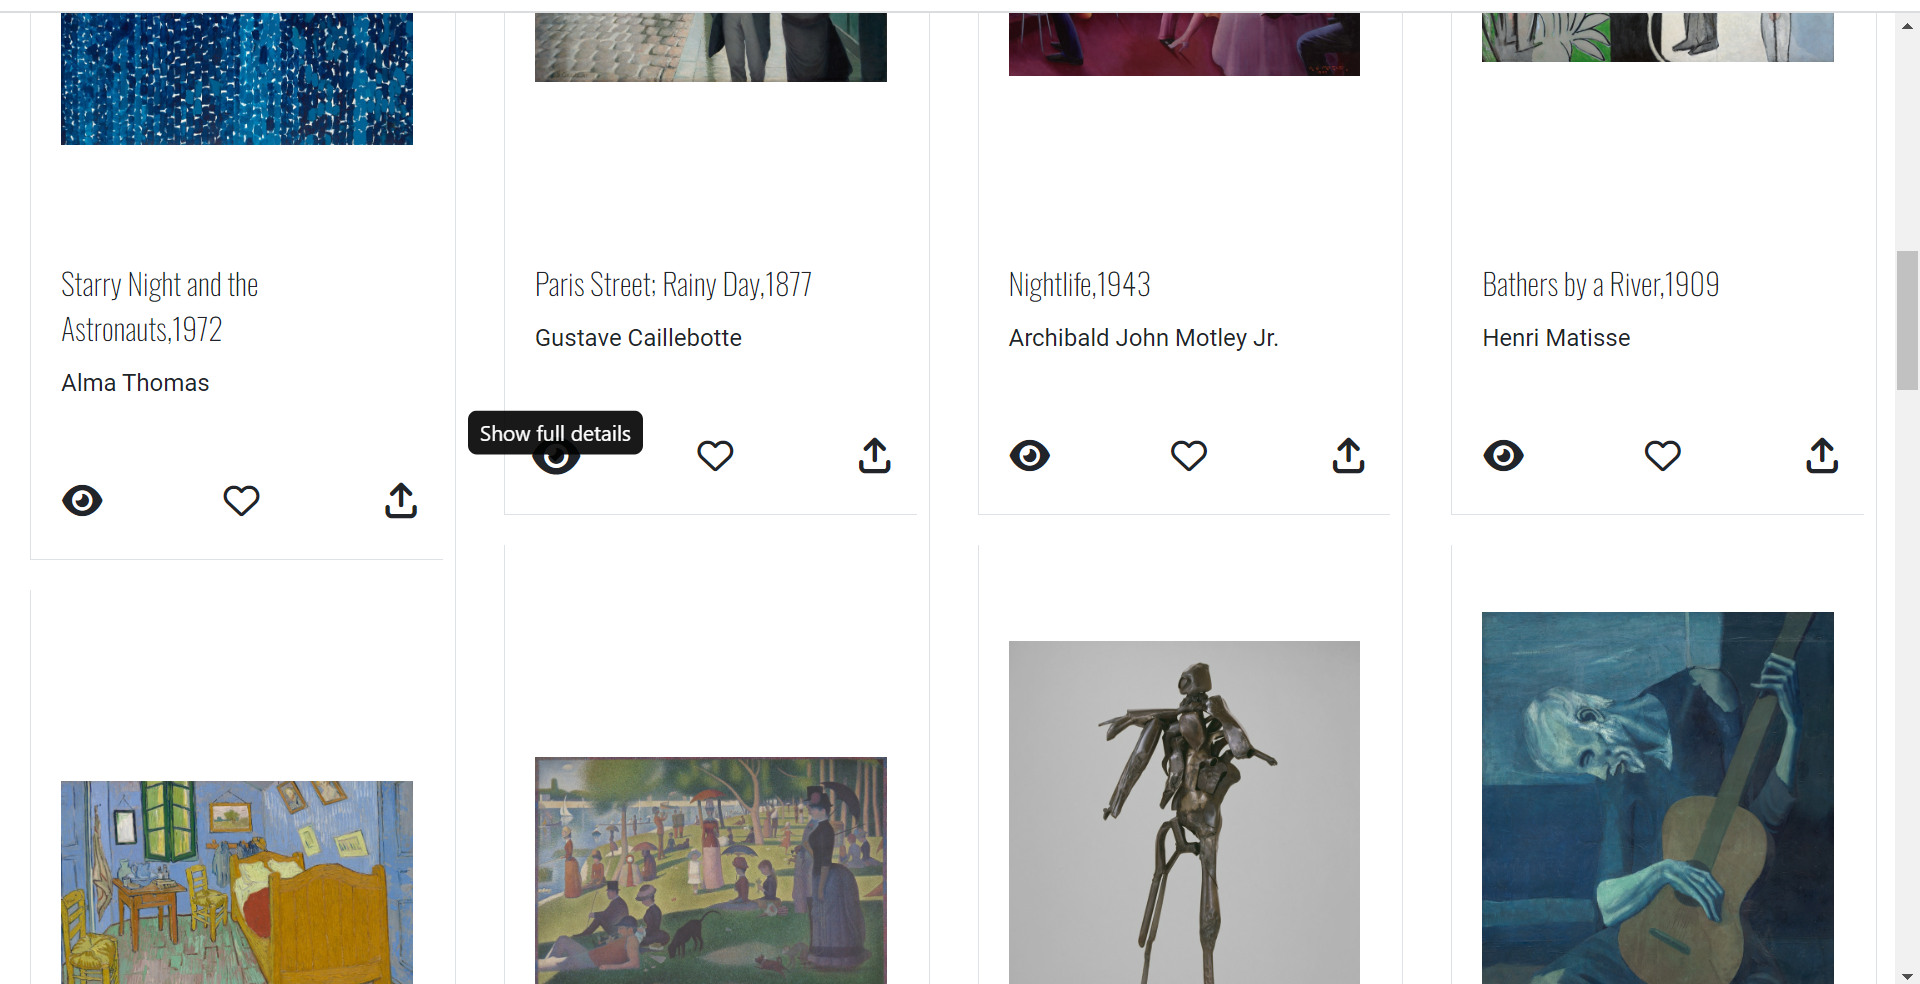 Starry Night and the
Astronauts,1972
Alma Thomas
Paris Street; Rainy Day,1877
Gustave Caillebotte
Show full details
Nightlife,1943
Archibald John Motley Jr.
Bathers by a River,1909
Henri Matisse